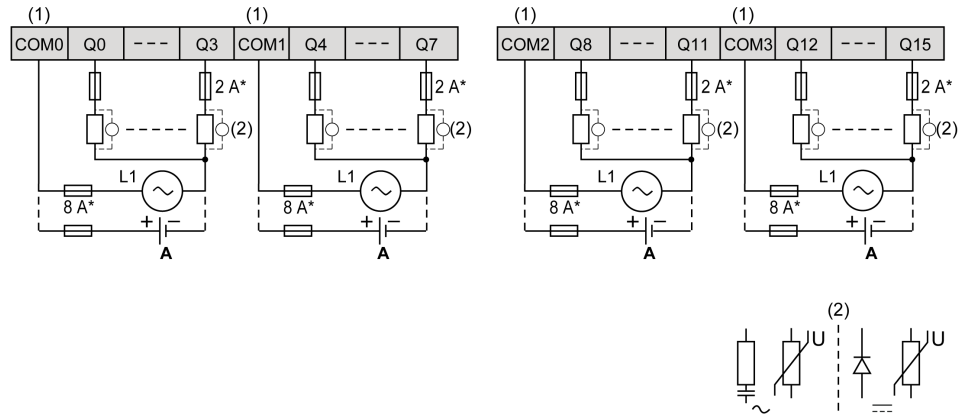 (1) (1) (1) (1)
COM0 Q0 --- Q3 COM1 Q4 --- Q7 COM2 Q8 --- Q11 COM3 Q12 --- Q15
2 A* 2 A* 2 A* 2 A*
(2) (2) (2) (2)
L1 L1 L1 L1
8 A* 8 A* 8 A* 8 A*
+ − + − + − + −
A A A A
(2)
U U